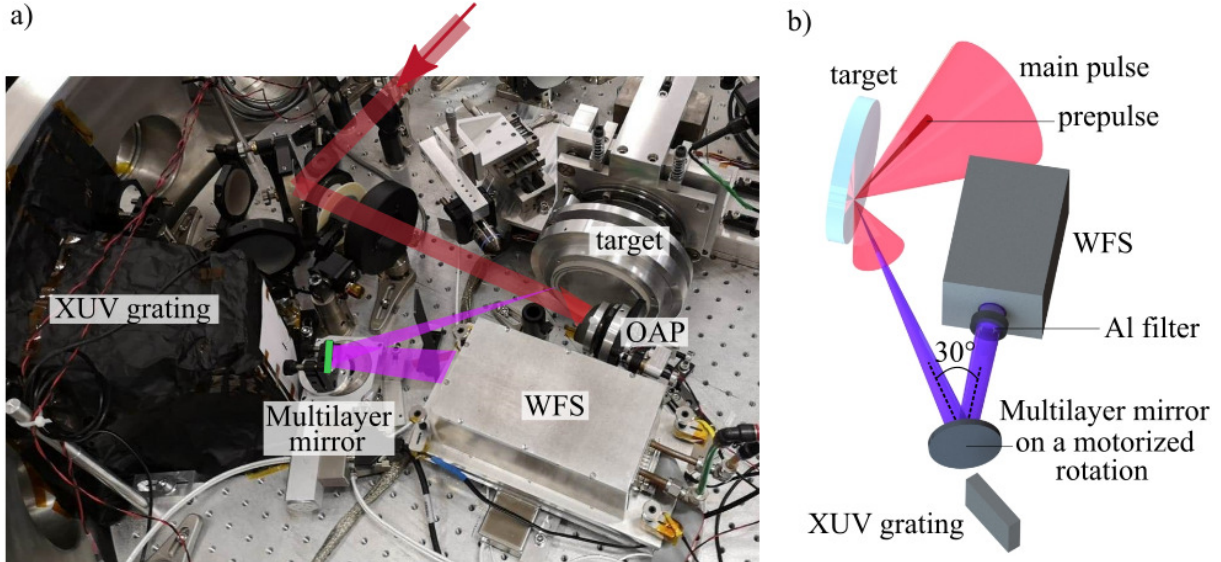 a)
target
XUV grating
OAP
WFS
Multilayer
mirror
b)
target
main pulse
prepulse
WFS
Al filter
30°
Multilayer mirror
on a motorized
rotation
XUV grating